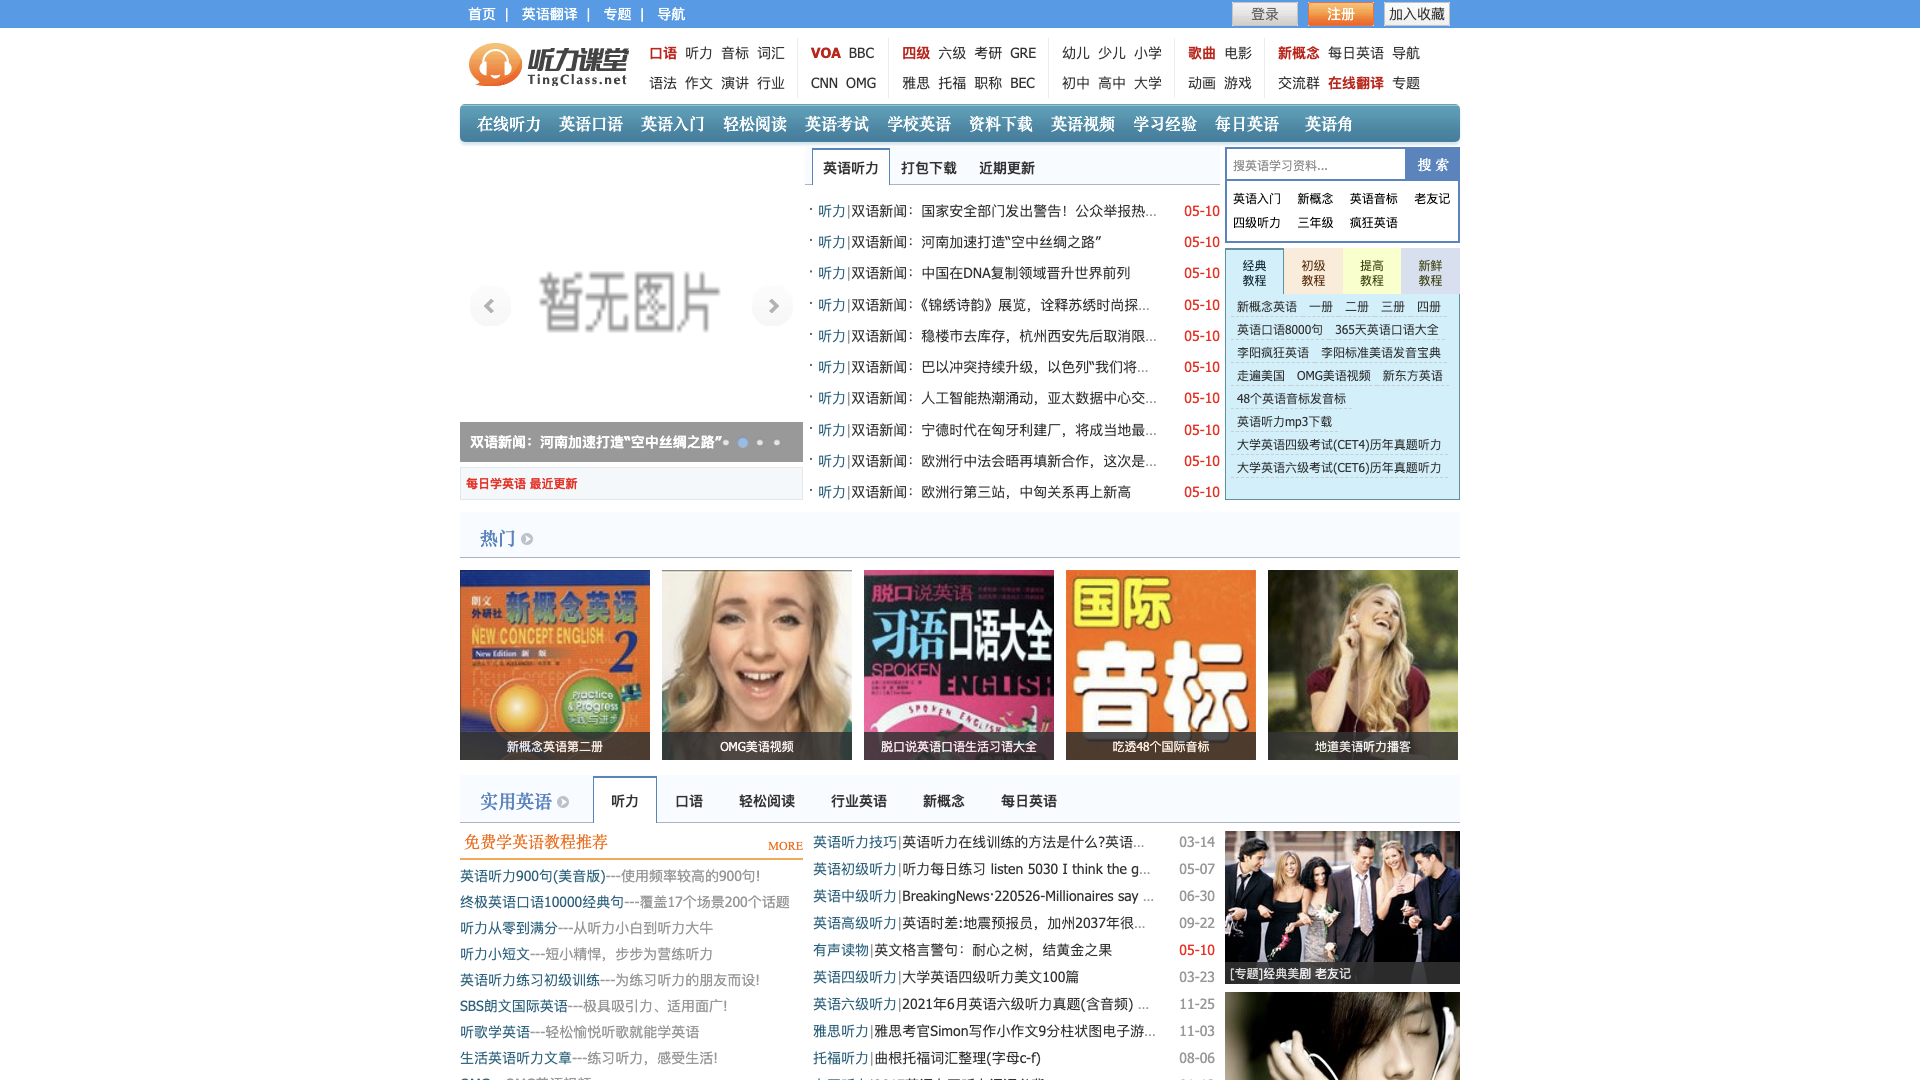 首页 | 英语翻译 | 专题 | 导航
登录 注册 加入收藏
听力课堂
TingClass.net
口语 听力 音标 词汇 VOA BBC 四级 六级 考研 GRE 幼儿 少儿 小学 歌曲 电影 新概念 每日英语 导航
语法 作文 演讲 行业 CNN OMG 雅思 托福 职称 BEC 初中 高中 大学 动画 游戏 交流群 在线翻译 专题
在线听力 英语口语 英语入门 轻松阅读 英语考试 学校英语 资料下载 英语视频 学习经验 每日英语 英语角
暂无图片
双语新闻：河南加速打造“空中丝绸之路”
每日学英语 最近更新
英语听力 打包下载 近期更新
· 听力|双语新闻：国家安全部门发出警告！公众举报热... 05-10
· 听力|双语新闻：河南加速打造“空中丝绸之路” 05-10
· 听力|双语新闻：中国在DNA复制领域晋升世界前列 05-10
· 听力|双语新闻：《锦绣诗韵》展览，诠释苏绣时尚探... 05-10
· 听力|双语新闻：稳楼市去库存，杭州西安先后取消限... 05-10
· 听力|双语新闻：巴以冲突持续升级，以色列“我们将... 05-10
· 听力|双语新闻：人工智能热潮涌动，亚太数据中心交... 05-10
· 听力|双语新闻：宁德时代在匈牙利建厂，将成当地最... 05-10
· 听力|双语新闻：欧洲行中法会晤再填新合作，这次是... 05-10
· 听力|双语新闻：欧洲行第三站，中匈关系再上新高 05-10
搜英语学习资料... 搜 索
英语入门 新概念 英语音标 老友记
四级听力 三年级 疯狂英语
经典教程 初级教程 提高教程 新鲜教程
新概念英语 一册 二册 三册 四册
英语口语8000句 365天英语口语大全
李阳疯狂英语 李阳标准美语发音宝典
走遍美国 OMG美语视频 新东方英语
48个英语音标发音标
英语听力mp3下载
大学英语四级考试(CET4)历年真题听力
大学英语六级考试(CET6)历年真题听力
热门
朗文
外研社 新概念英语
NEW CONCEPT ENGLISH
New Edition 新 版
2
Practice & Progress
实践与进步
新概念英语第二册
OMG美语视频
脱口说英语
习语口语大全
SPOKEN
ENGLISH
SPOKEN ENGLISH
脱口说英语口语生活习语大全
国际
音标
吃透48个国际音标
地道美语听力播客
实用英语 听力 口语 轻松阅读 行业英语 新概念 每日英语
免费学英语教程推荐 MORE
英语听力900句(美音版)---使用频率较高的900句!
终极英语口语10000经典句---覆盖17个场景200个话题
听力从零到满分---从听力小白到听力大牛
听力小短文---短小精悍，步步为营练听力
英语听力练习初级训练---为练习听力的朋友而设!
SBS朗文国际英语---极具吸引力、适用面广!
听歌学英语---轻松愉悦听歌就能学英语
生活英语听力文章---练习听力，感受生活!
英语听力技巧|英语听力在线训练的方法是什么?英语... 03-14
英语初级听力|听力每日练习 listen 5030 I think the g... 05-07
英语中级听力|BreakingNews·220526-Millionaires say ... 06-30
英语高级听力|英语时差:地震预报员，加州2037年很... 09-22
有声读物|英文格言警句：耐心之树，结黄金之果 05-10
英语四级听力|大学英语四级听力美文100篇 03-23
英语六级听力|2021年6月英语六级听力真题(含音频) ... 11-25
雅思听力|雅思考官Simon写作小作文9分柱状图电子游... 11-03
托福听力|曲根托福词汇整理(字母c-f) 08-06
[专题]经典美剧 老友记